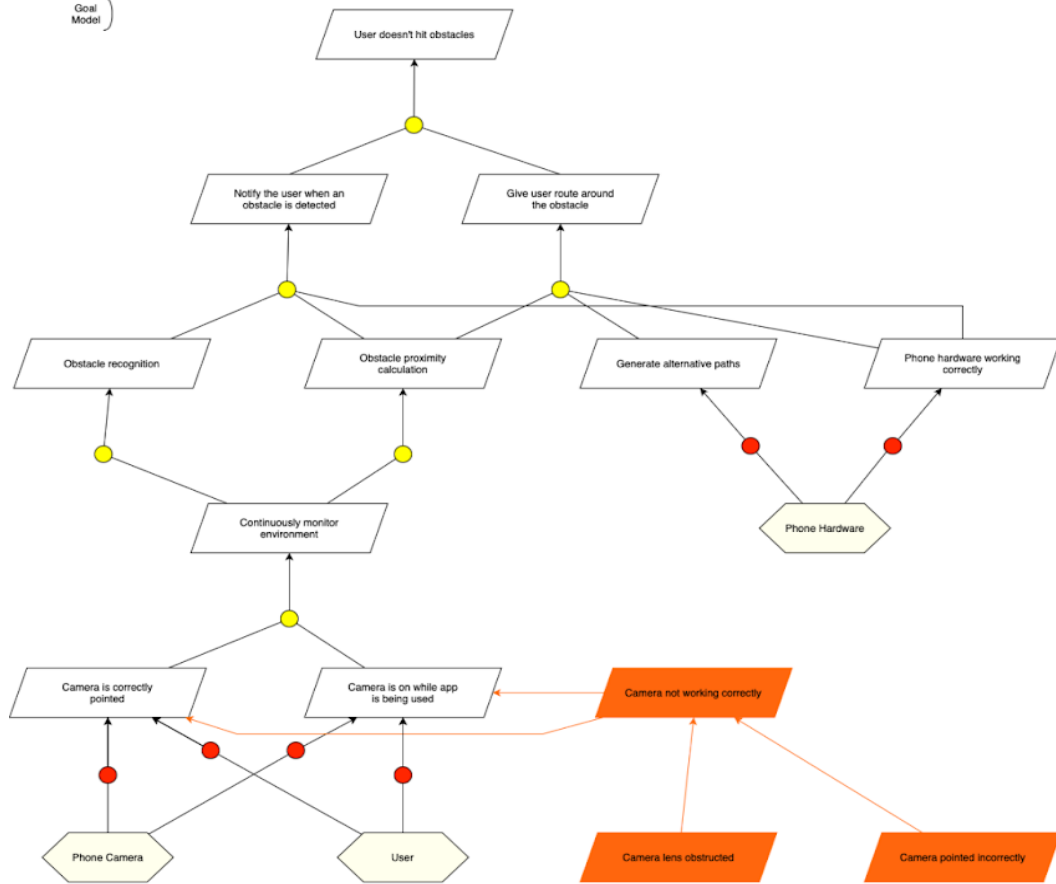 Goal
Model
User doesn't hit obstacles
Notify the user when an
obstacle is detected
Give user route around
the obstacle
Obstacle recognition
Obstacle proximity
calculation
Generate alternative paths
Phone hardware working
correctly
Continuously monitor
environment
Phone Hardware
Camera is correctly
pointed
Camera is on while app
is being used
Camera not working correctly
Phone Camera
User
Camera lens obstructed
Camera pointed incorrectly